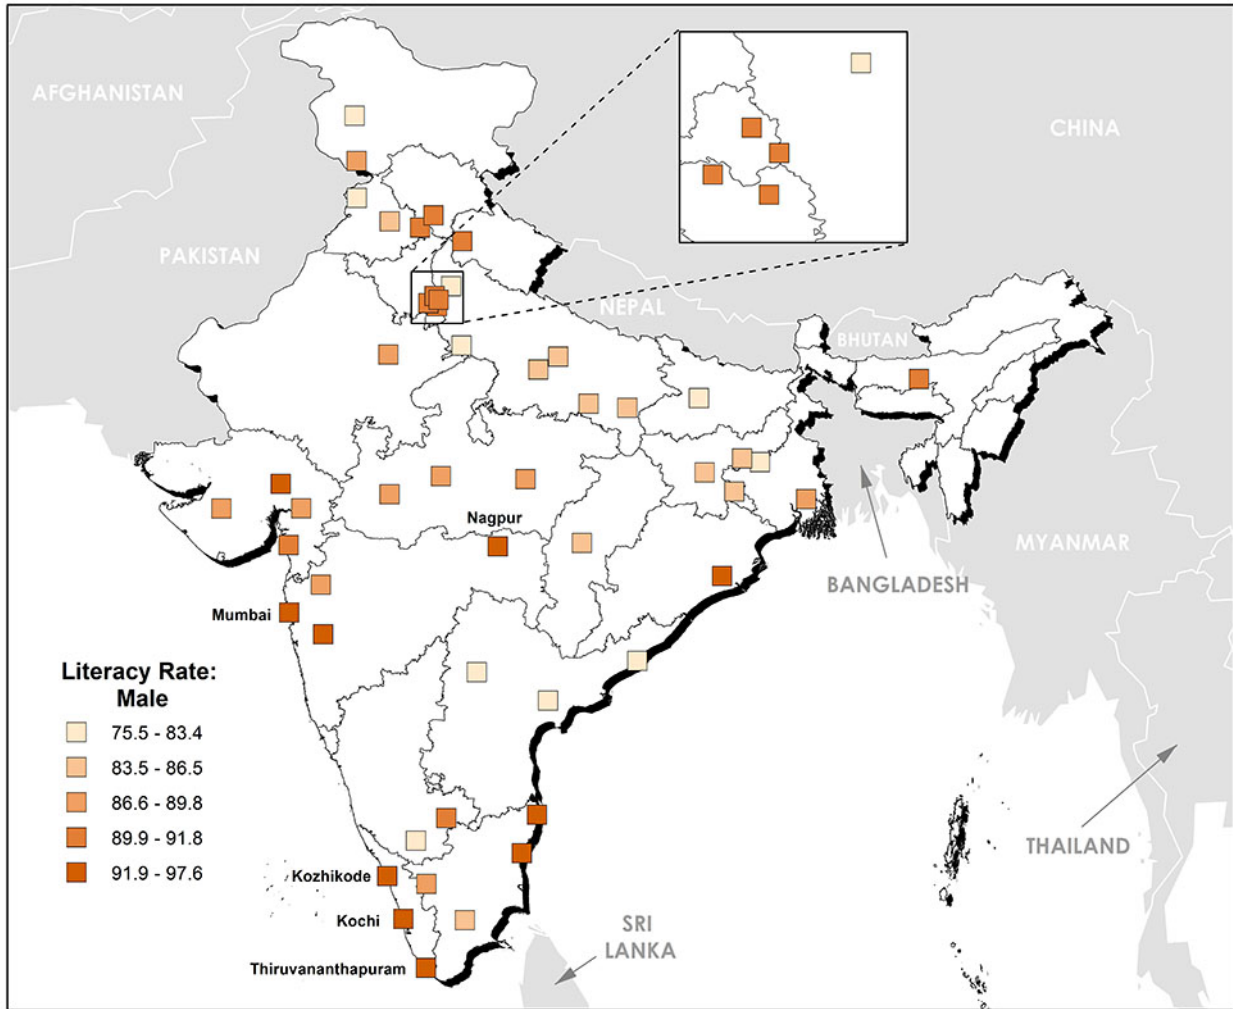 AFGHANISTAN
CHINA
PAKISTAN
NEPAL
BHUTAN
Nagpur
MYANMAR
BANGLADESH
Mumbai
Literacy Rate:
Male
75.5 - 83.4
83.5 - 86.5
86.6 - 89.8
89.9 - 91.8
91.9 - 97.6
THAILAND
Kozhikode
Kochi
SRI
LANKA
Thiruvananthapuram